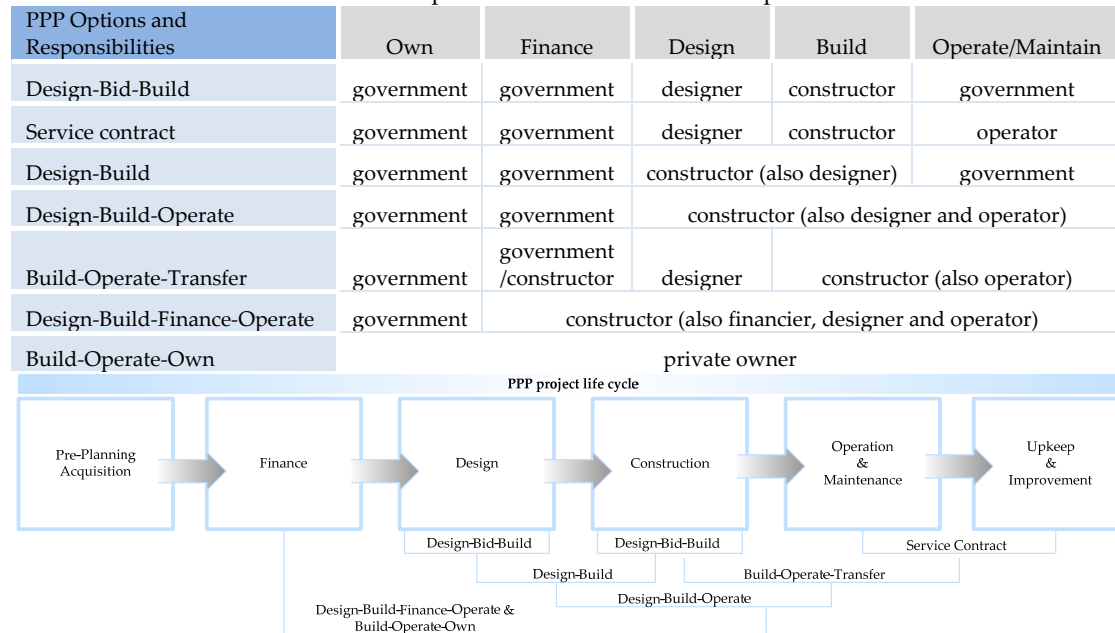 PPP Options and
Responsibilities Own Finance Design Build Operate/Maintain
Design-Bid-Build government government designer constructor government
Service contract government government designer constructor operator
Design-Build government government constructor (also designer) government
Design-Build-Operate government government constructor (also designer and operator)
government
Build-Operate-Transfer government /constructor designer constructor (also operator)
Design-Build-Finance-Operate government constructor (also financier, designer and operator)
Build-Operate-Own private owner
PPP project life cycle
Pre-Planning
Acquisition
Finance
Design
Construction
Operation
&
Maintenance
Upkeep
&
Improvement
Design-Bid-Build Design-Bid-Build Service Contract
Design-Build Build-Operate-Transfer
Design-Build-Operate
Design-Build-Finance-Operate &
Build-Operate-Own